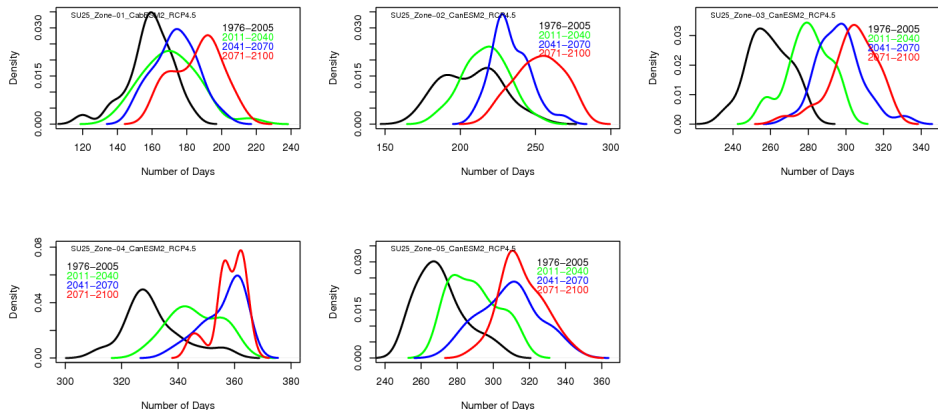 SU25_Zone-01_CabESM2_RCP4.5
1976-2005
2011-2040
2041-2070
2071-2100
Density
0.000 0.015 0.030
120 140 160 180 200 220 240
Number of Days
SU25_Zone-02_CanESM2_RCP4.5
1976-2005
2011-2040
2041-2070
2071-2100
Density
0.000 0.015 0.030
150 200 250 300
Number of Days
SU25_Zone-03_CanESM2_RCP4.5
1976-2005
2011-2040
2041-2070
2071-2100
Density
0.00 0.01 0.02 0.03
240 260 280 300 320 340
Number of Days
SU25_Zone-04_CanESM2_RCP4.5
1976-2005
2011-2040
2041-2070
2071-2100
Density
0.00 0.04 0.08
300 320 340 360 380
Number of Days
SU25_Zone-05_CanESM2_RCP4.5
1976-2005
2011-2040
2041-2070
2071-2100
Density
0.000 0.015 0.030
240 260 280 300 320 340 360
Number of Days